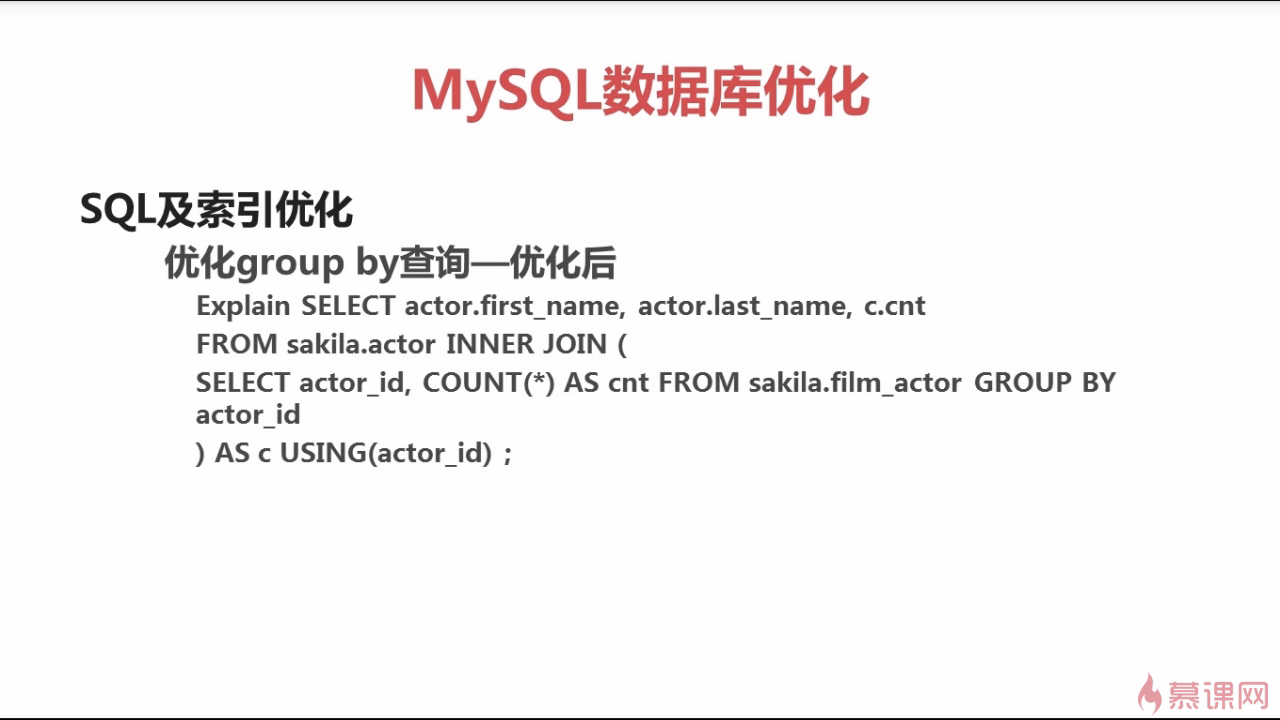 MySQL数据库优化
SQL及索引优化
优化group by查询—优化后
Explain SELECT actor.first_name, actor.last_name, c.cnt
FROM sakila.actor INNER JOIN (
SELECT actor_id, COUNT(*) AS cnt FROM sakila.film_actor GROUP BY
actor_id
) AS c USING(actor_id) ;
慕课网